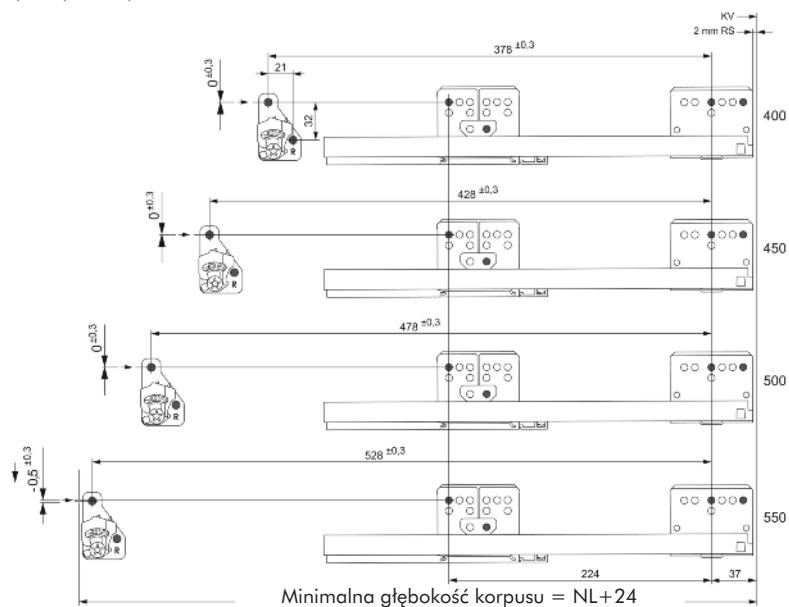 KV
2 mm RS
378 ±0,3
21
0±0,3
32
R
400
428 ±0,3
0±0,3
R
450
478 ±0,3
0±0,3
R
500
528 ±0,3
-0,5 ±0,3
R
550
224
37
Minimalna głębokość korpusu = NL+24